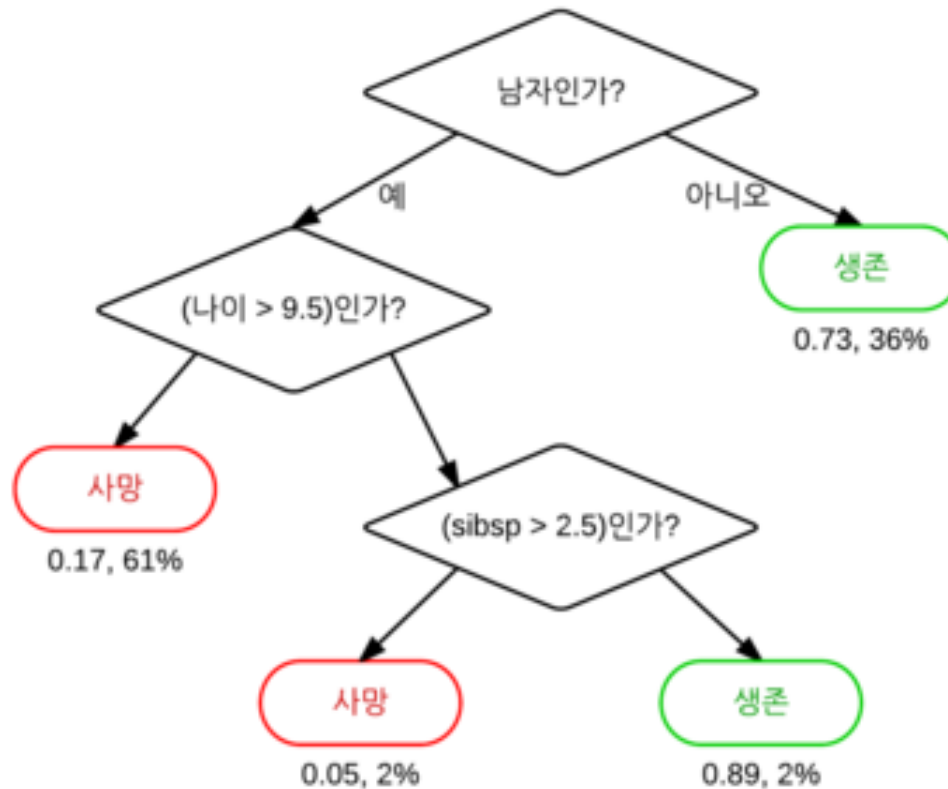 남자인가?
예
아니오
생존
0.73, 36%
(나이 > 9.5)인가?
사망
0.17, 61%
(sibsp > 2.5)인가?
사망
0.05, 2%
생존
0.89, 2%